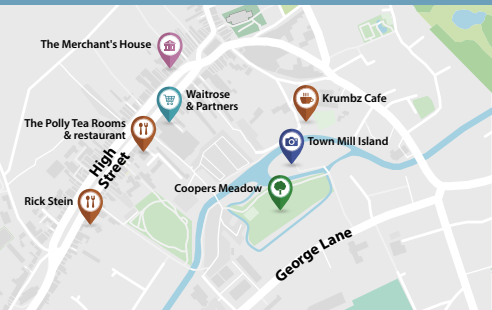 The Merchant's House
Waitrose
& Partners
Krumbz Cafe
The Polly Tea Rooms
& restaurant
Town Mill Island
High
Street
Coopers Meadow
Rick Stein
George Lane